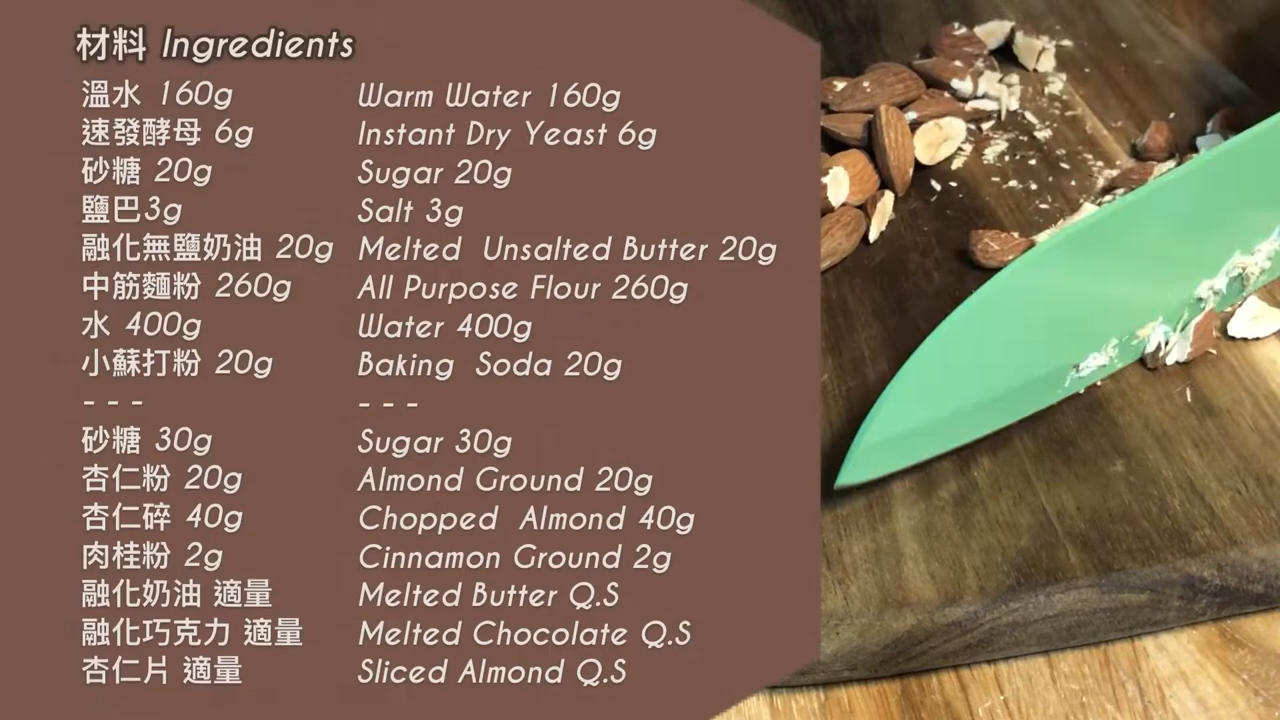 材料 Ingredients
溫水 160g Warm Water 160g
速發酵母 6g Instant Dry Yeast 6g
砂糖 20g Sugar 20g
鹽巴3g Salt 3g
融化無鹽奶油 20g Melted Unsalted Butter 20g
中筋麵粉 260g All Purpose Flour 260g
水 400g Water 400g
小蘇打粉 20g Baking Soda 20g
- - - - - -
砂糖 30g Sugar 30g
杏仁粉 20g Almond Ground 20g
杏仁碎 40g Chopped Almond 40g
肉桂粉 2g Cinnamon Ground 2g
融化奶油 適量 Melted Butter Q.S
融化巧克力 適量 Melted Chocolate Q.S
杏仁片 適量 Sliced Almond Q.S